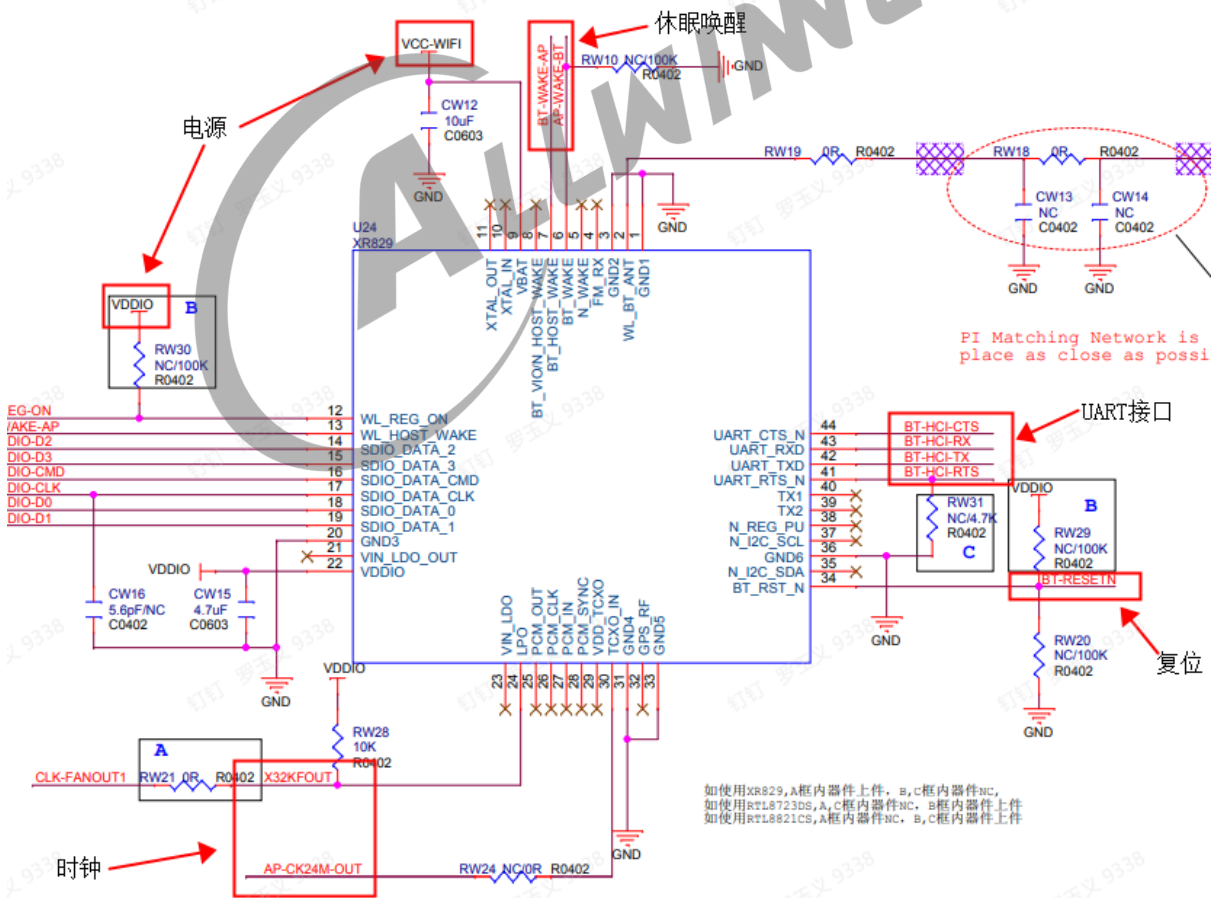 ALLWINNE
休眠唤醒
VCC-WIFI
BT-WAKE-AP
AP-WAKE-BT
RW10 NC/100K
R0402
GND
电源
CW12
10uF
C0603
GND
RW19 0R R0402
RW18 0R R0402
CW13
NC
C0402
CW14
NC
C0402
GND
GND
GND
PI Matching Network is
place as close as possi
U24
XR829
11 10 9 8 7 6 5 4 3 2 1
XTAL_OUT
XTAL_IN
VBAT
BT_VIO/N_HOST_WAKE
BT_HOST_WAKE
BT_WAKE
N_WAKE
FM_RX
GND2
WL_BT_ANT
GND1
VDDIO
B
RW30
NC/100K
R0402
EG-ON
/AKE-AP
DIO-D2
DIO-D3
DIO-CMD
DIO-CLK
DIO-D0
DIO-D1
12 WL_REG_ON
13 WL_HOST_WAKE
14 SDIO_DATA_2
15 SDIO_DATA_3
16 SDIO_DATA_CMD
17 SDIO_DATA_CLK
18 SDIO_DATA_0
19 SDIO_DATA_1
20 GND3
21 VIN_LDO_OUT
22 VDDIO
VDDIO
CW16
5.6pF/NC
C0402
CW15
4.7uF
C0603
GND
UART接口
UART_CTS_N 44 BT-HCI-CTS
UART_RXD 43 BT-HCI-RX
UART_TXD 42 BT-HCI-TX
UART_RTS_N 41 BT-HCI-RTS
TX1 40
TX2 39
N_REG_PU 38
N_I2C_SCL 37
GND6 36
N_I2C_SDA 35
BT_RST_N 34
RW31
NC/4.7K
R0402
C
VDDIO
B
RW29
NC/100K
R0402
BT-RESETN
GND
RW20
NC/100K
R0402
GND
复位
VIN_LDO
LPO
PCM_OUT
PCM_CLK
PCM_IN
PCM_SYNC
VDD_TCXO
TCXO_IN
GND4
GPS_RF
GND5
23 24 25 26 27 28 29 30 31 32 33
VDDIO
RW28
10K
R0402
A
CLK-FANOUT1 RW21 0R R0402 X32KFOUT
时钟
AP-CK24M-OUT RW24 NC/0R R0402
GND
如使用XR829,A框内器件上件, B,C框内器件NC,
如使用RTL8723DS,A,C框内器件NC, B框内器件上件
如使用RTL8821CS,A框内器件NC, B,C框内器件上件
钉钉 罗玉义 9338